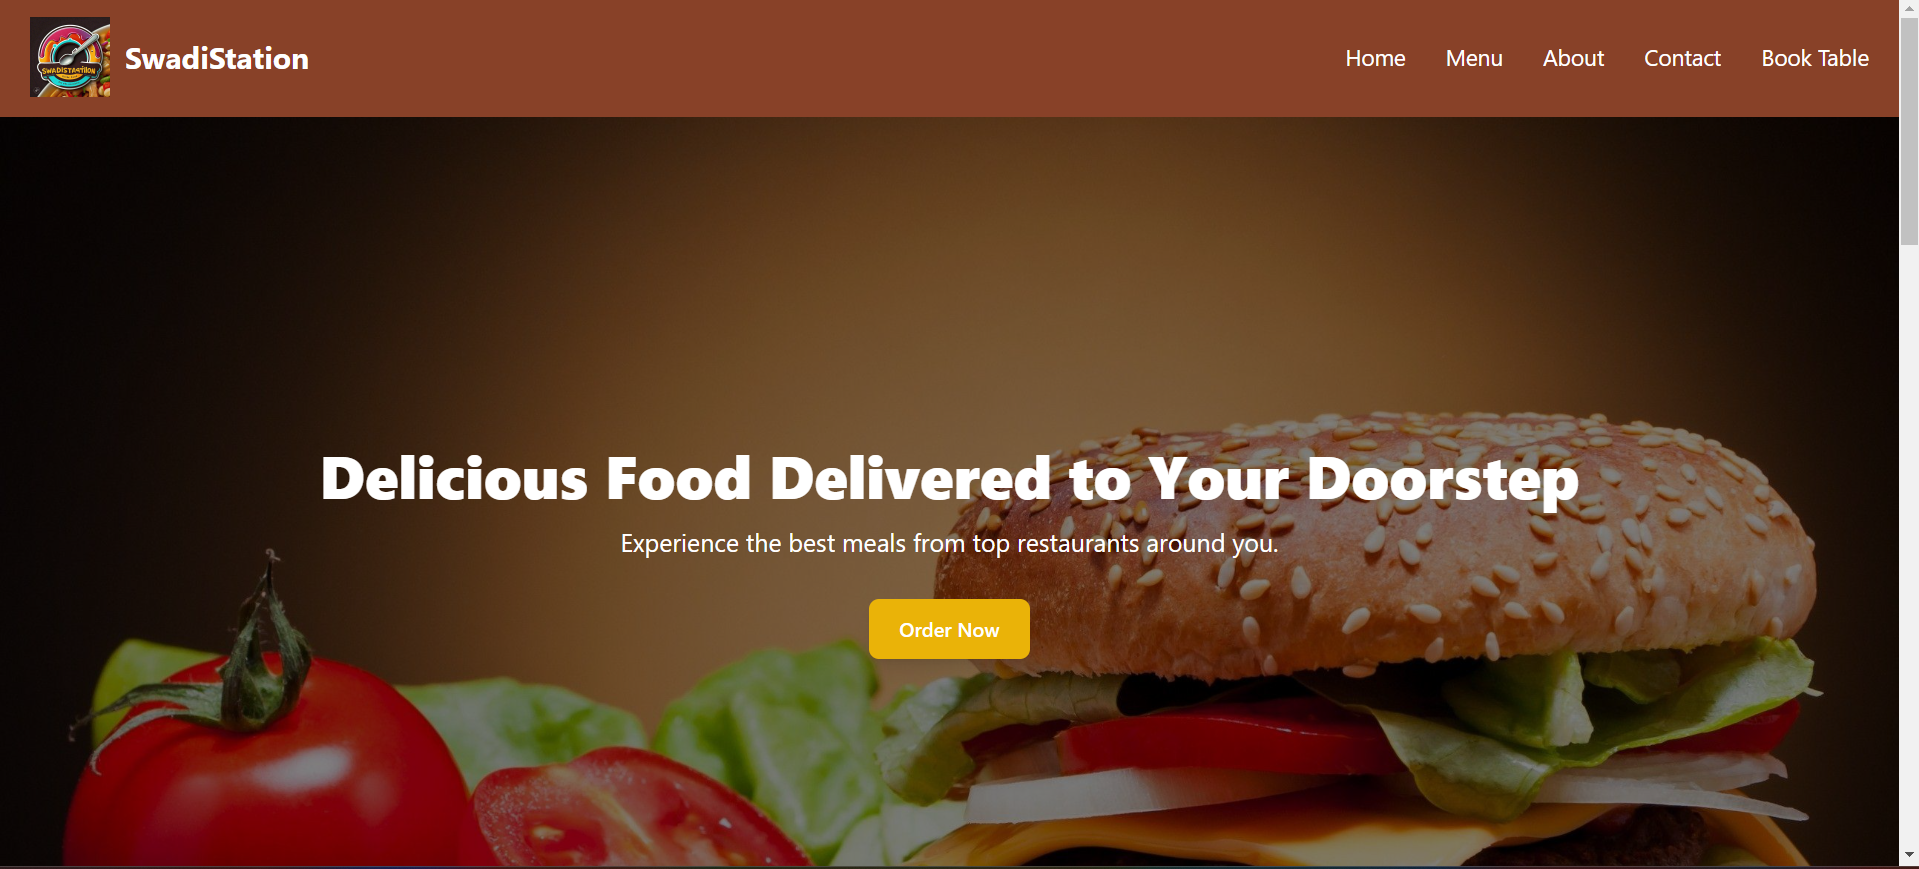 SWADISTASTIION
SwadiStation
Home Menu About Contact Book Table
Delicious Food Delivered to Your Doorstep
Experience the best meals from top restaurants around you.
Order Now